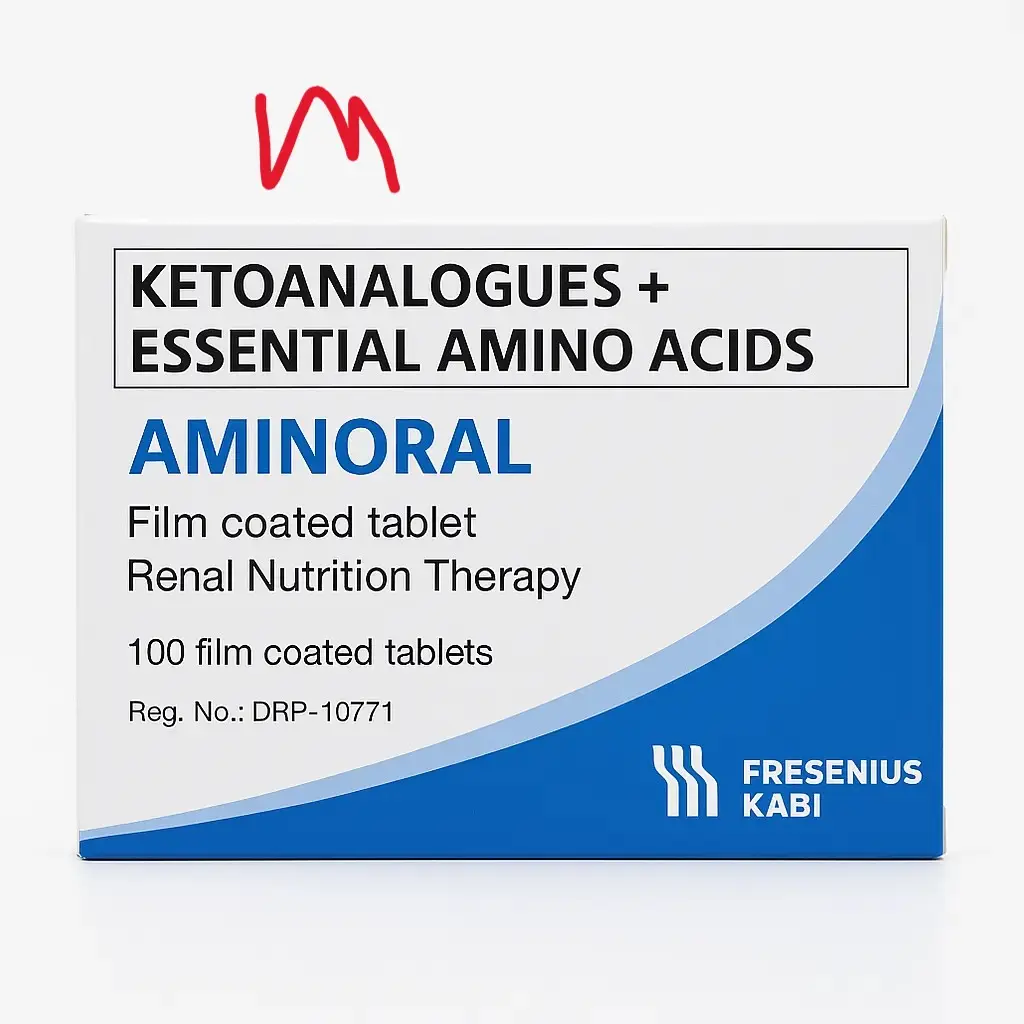 KETOANALOGUES +
ESSENTIAL AMINO ACIDS
AMINORAL
Film coated tablet
Renal Nutrition Therapy
100 film coated tablets
Reg. No.: DRP-10771
FRESENIUS
KABI